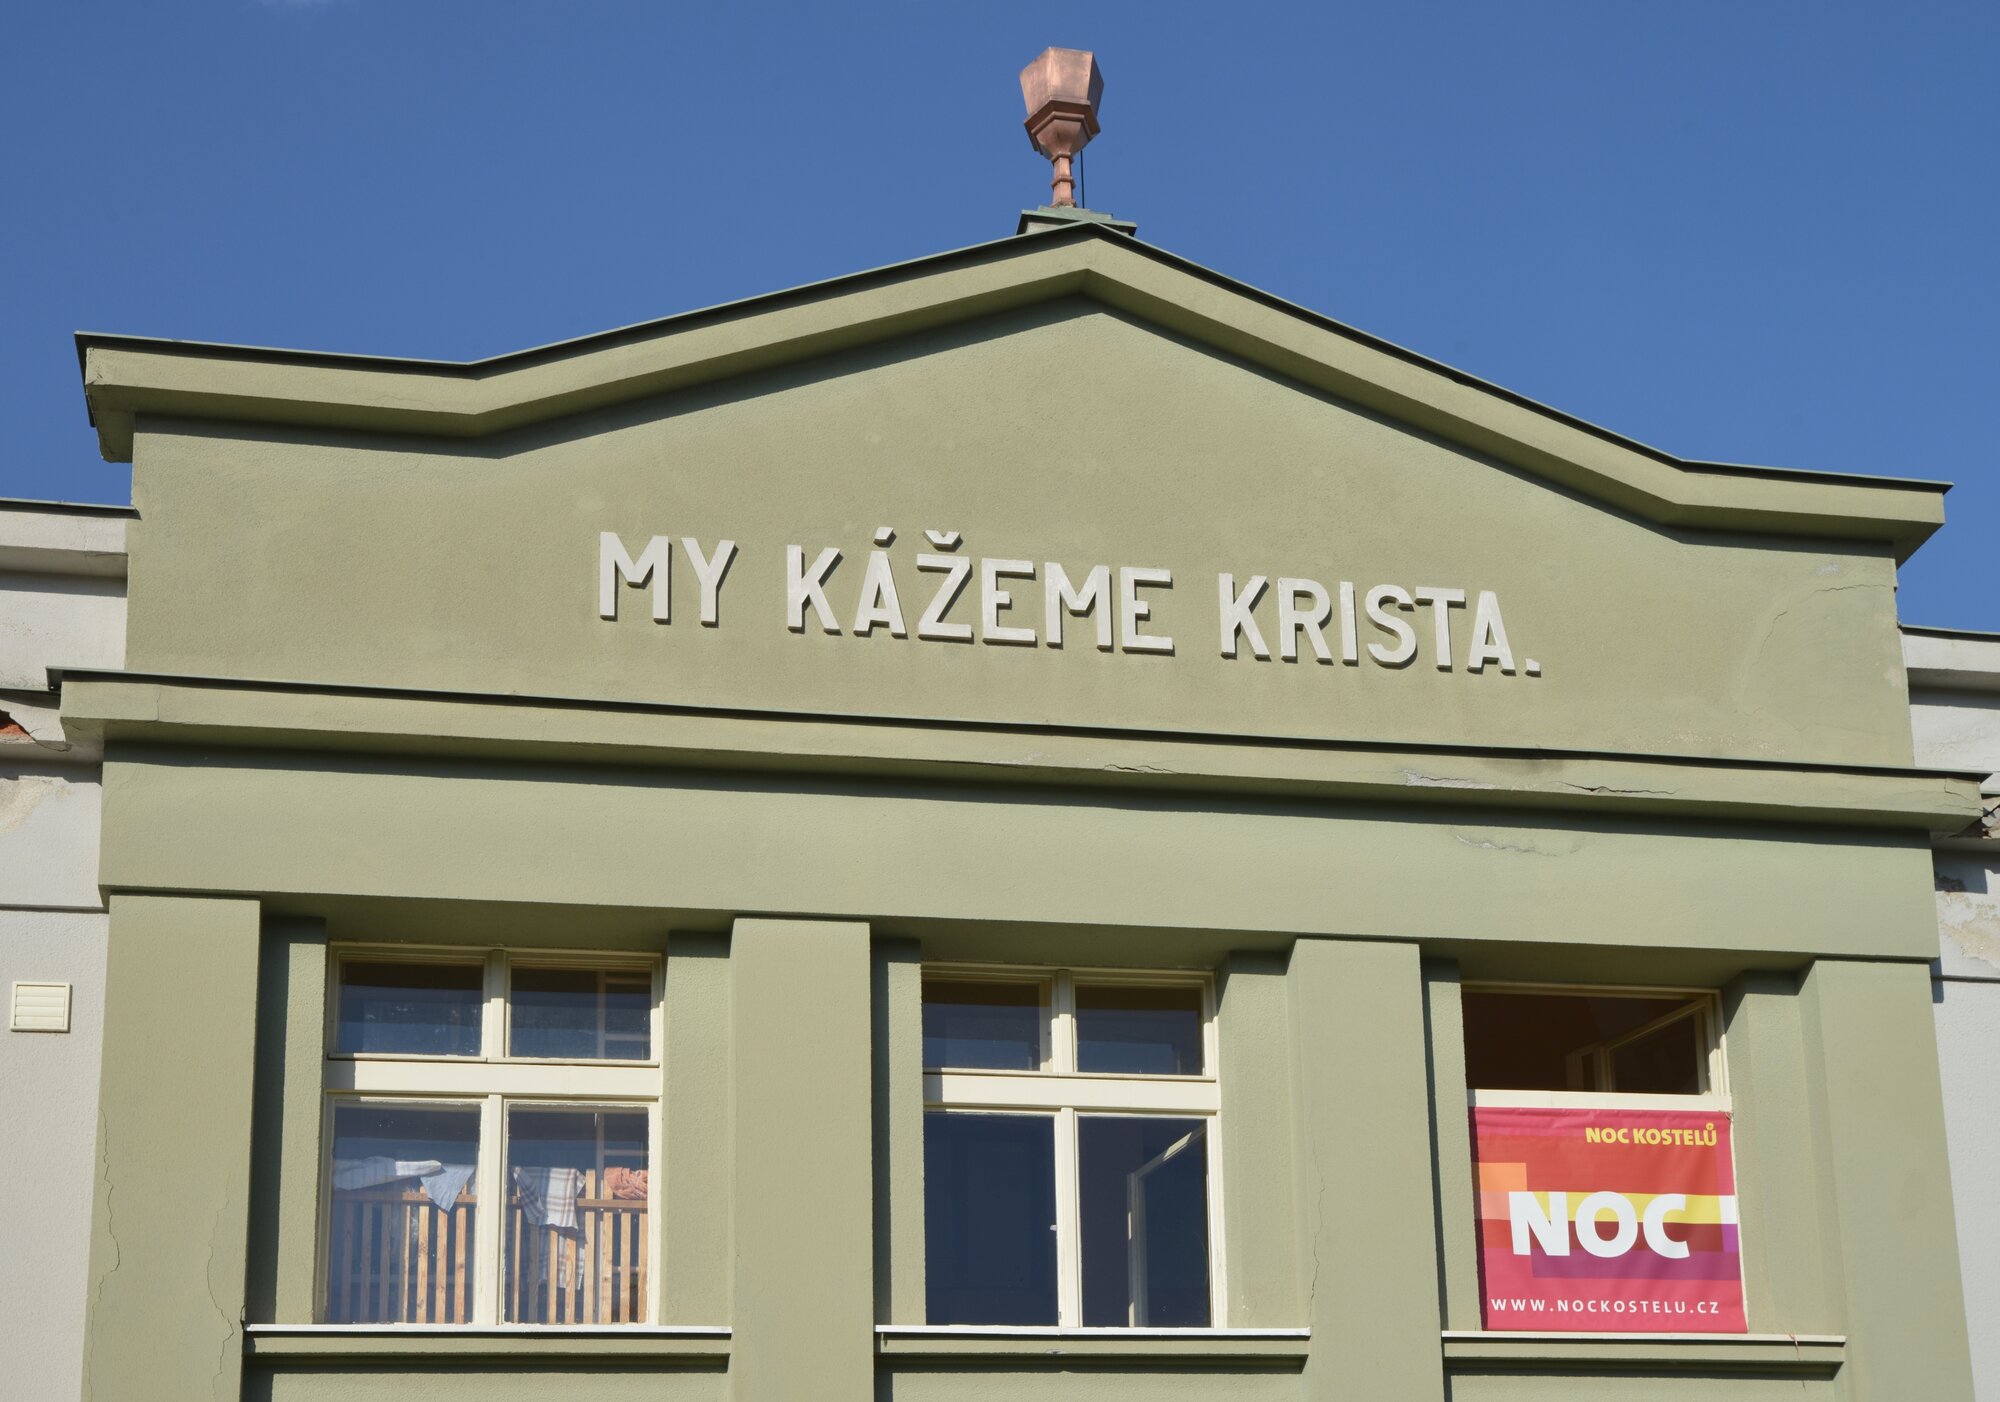 MY KÁŽEME KRISTA.
NOC KOSTELŮ
NOC
WWW.NOCKOSTELU.CZ